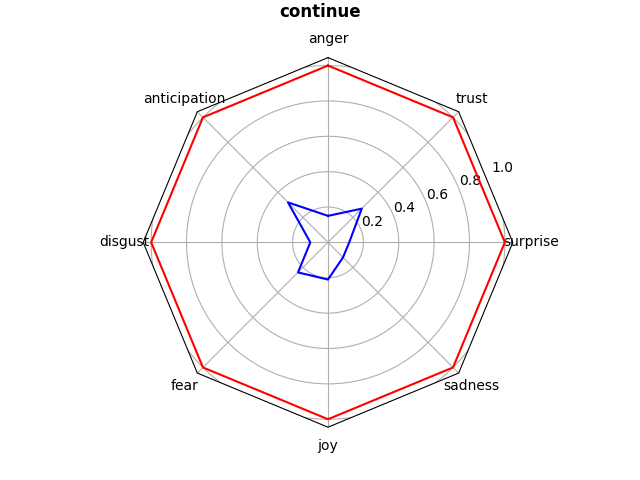 continue
anger
anticipation
trust
1.0
0.8
0.6
0.4
0.2
disgust
surprise
fear
sadness
joy